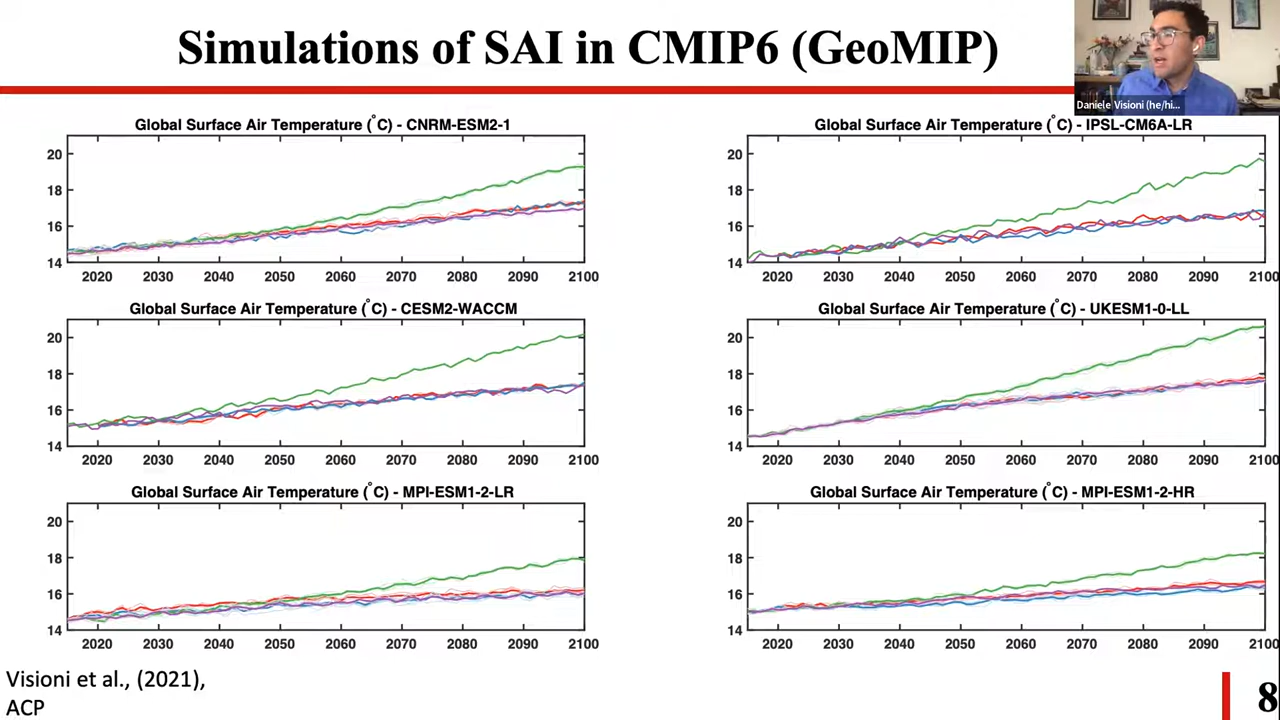 Simulations of SAI in CMIP6 (GeoMIP)
Daniele Visioni (he/hi...
Global Surface Air Temperature (°C) - CNRM-ESM2-1
20
18
16
14
2020 2030 2040 2050 2060 2070 2080 2090 2100
Global Surface Air Temperature (°C) - IPSL-CM6A-LR
20
18
16
14
2020 2030 2040 2050 2060 2070 2080 2090 2100
Global Surface Air Temperature (°C) - CESM2-WACCM
20
18
16
14
2020 2030 2040 2050 2060 2070 2080 2090 2100
Global Surface Air Temperature (°C) - UKESM1-0-LL
20
18
16
14
2020 2030 2040 2050 2060 2070 2080 2090 2100
Global Surface Air Temperature (°C) - MPI-ESM1-2-LR
20
18
16
14
2020 2030 2040 2050 2060 2070 2080 2090 2100
Global Surface Air Temperature (°C) - MPI-ESM1-2-HR
20
18
16
14
2020 2030 2040 2050 2060 2070 2080 2090 2100
Visioni et al., (2021),
ACP
8